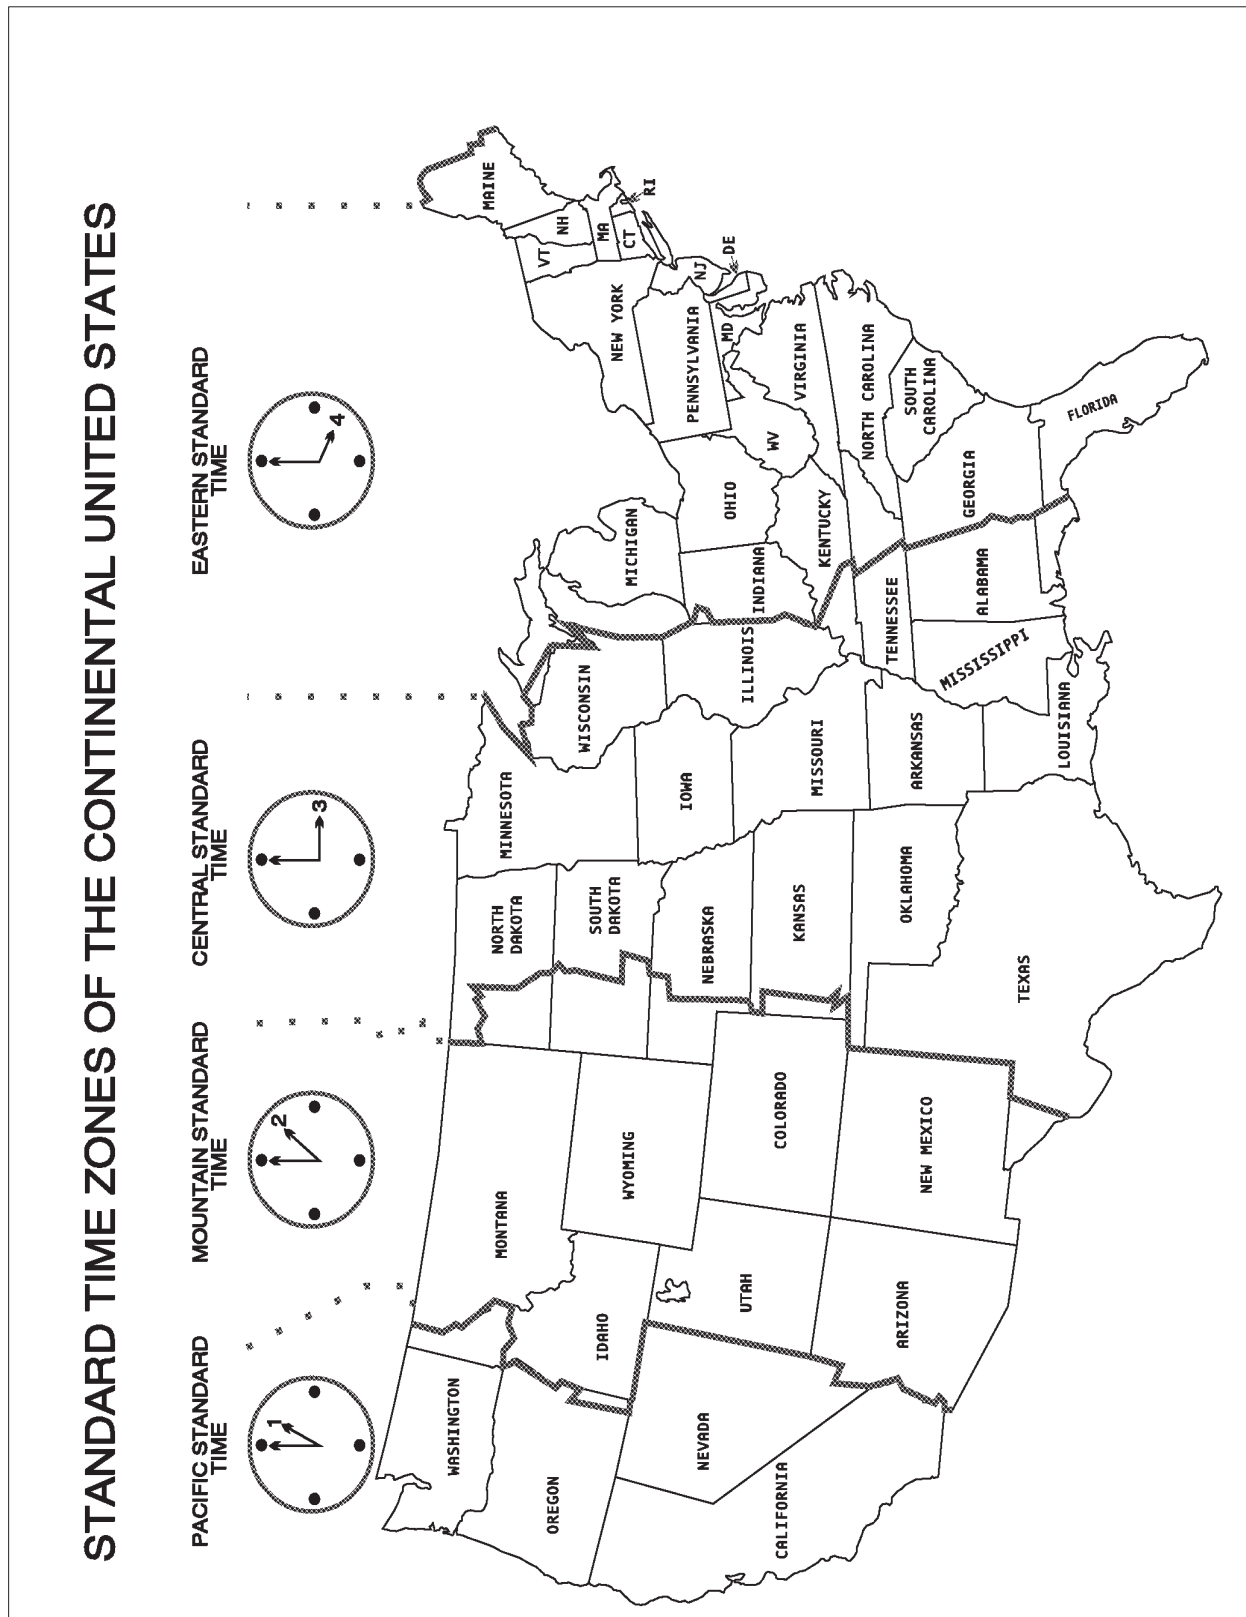 STANDARD TIME ZONES OF THE CONTINENTAL UNITED STATES
PACIFIC STANDARD
TIME
MOUNTAIN STANDARD
TIME
CENTRAL STANDARD
TIME
EASTERN STANDARD
TIME
1
2
3
4
WASHINGTON
OREGON
CALIFORNIA
NEVADA
IDAHO
MONTANA
WYOMING
UTAH
COLORADO
ARIZONA
NEW MEXICO
NORTH
DAKOTA
SOUTH
DAKOTA
NEBRASKA
KANSAS
OKLAHOMA
TEXAS
MINNESOTA
IOWA
MISSOURI
ARKANSAS
LOUISIANA
WISCONSIN
ILLINOIS
MICHIGAN
INDIANA
OHIO
KENTUCKY
TENNESSEE
MISSISSIPPI
ALABAMA
GEORGIA
FLORIDA
SOUTH
CAROLINA
NORTH CAROLINA
VIRGINIA
WV
MD
DE
PENNSYLVANIA
NJ
NEW YORK
CT
RI
MA
VT
NH
MAINE